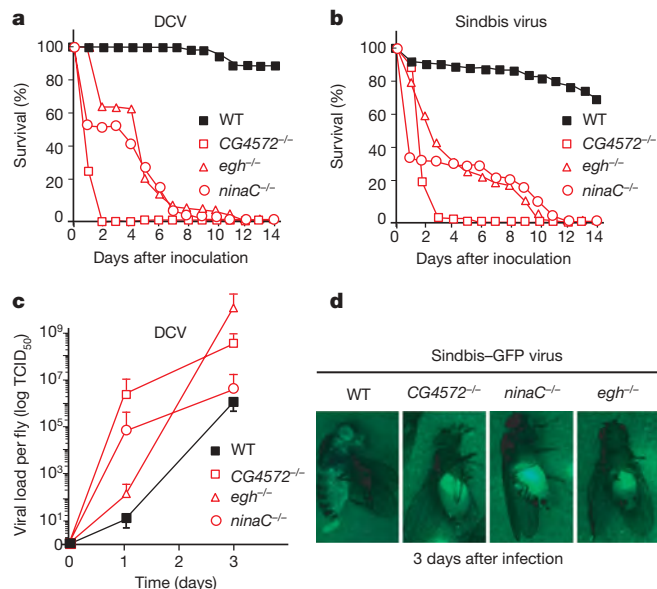 a
DCV
Survival (%)
100
80
60
40
20
0
WT
CG4572–/–
egh–/–
ninaC–/–
0 2 4 6 8 10 12 14
Days after inoculation
b
Sindbis virus
Survival (%)
100
80
60
40
20
0
WT
CG4572–/–
egh–/–
ninaC–/–
0 2 4 6 8 10 12 14
Days after inoculation
c
DCV
Viral load per fly (log TCID50)
10^9
10^7
10^5
10^3
10^1
0
WT
CG4572–/–
egh–/–
ninaC–/–
0 1 2 3
Time (days)
d
Sindbis–GFP virus
WT CG4572–/– ninaC–/– egh–/–
3 days after infection